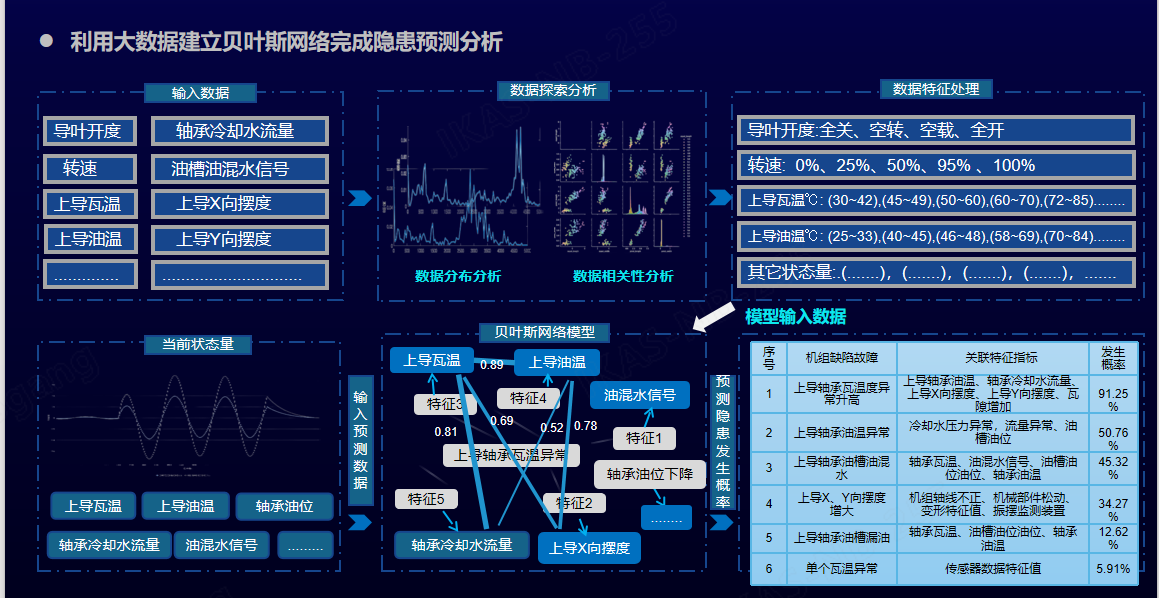 利用大数据建立贝叶斯网络完成隐患预测分析
输入数据
导叶开度
轴承冷却水流量
转速
油槽油混水信号
上导瓦温
上导X向摆度
上导油温
上导Y向摆度
..............
..............................
数据探索分析
数据分布分析
数据相关性分析
数据特征处理
导叶开度:全关、空转、空载、全开
转速: 0%、25%、50%、95% 、100%
上导瓦温℃: (30~42),(45~49),(50~60),(60~70),(72~85)........
上导油温℃: (25~33),(40~45),(46~48),(58~69),(70~84)........
其它状态量: (.......), (.......), (.......), (.......), .......
当前状态量
上导瓦温
上导油温
轴承油位
轴承冷却水流量
油混水信号
.........
输入预测数据
贝叶斯网络模型
上导瓦温
0.89
上导油温
油混水信号
特征3
特征4
0.81
0.69
0.52
0.78
特征1
上导轴承瓦温异常
轴承油位下降
特征5
特征2
........
轴承冷却水流量
上导X向摆度
预测隐患发生概率
模型输入数据
序号
机组缺陷故障
关联特征指标
发生概率
1
上导轴承瓦温度异
常升高
上导轴承油温、轴承冷却水流量、
上导X向摆度、上导Y向摆度、瓦
隙增加
91.25
%
2
上导轴承油温异常
冷却水压力异常，流量异常、油
槽油位
50.76
%
3
上导轴承油槽油混
水
轴承瓦温、油混水信号、油槽油
位油位、轴承油温
45.32
%
4
上导X、Y向摆度
增大
机组轴线不正、机械部件松动、
变形特征值、振摆监测装置
34.27
%
5
上导轴承油槽漏油
轴承瓦温、油槽油位油位、轴承
油温
12.62
%
6
单个瓦温异常
传感器数据特征值
5.91%